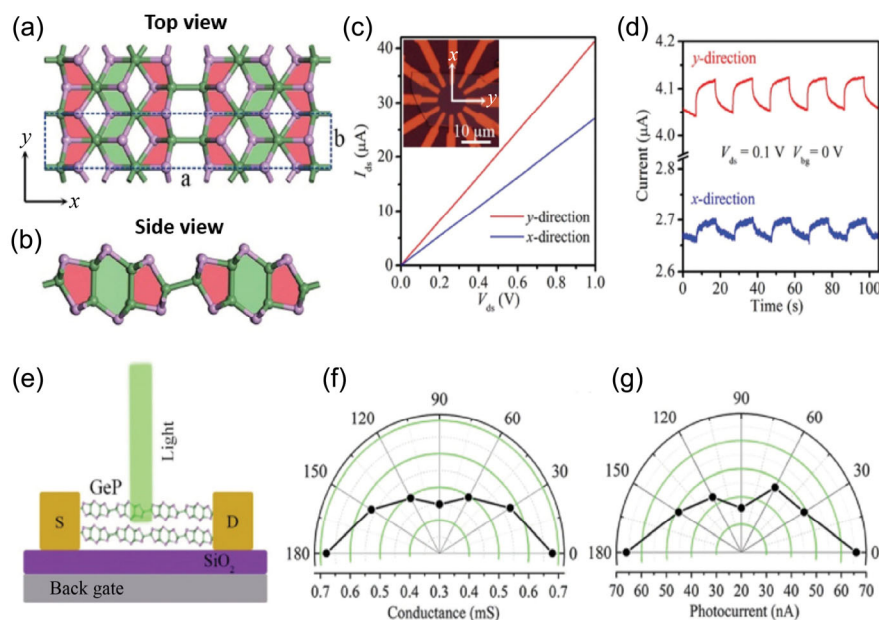 (a)
Top view
y
x
a
b
(b)
Side view
(c)
I_ds (μA)
40
30
20
10
0
x
y
10 μm
y-direction
x-direction
0.0
0.2
0.4
0.6
0.8
1.0
V_ds (V)
(d)
Current (μA)
4.2
4.1
4.0
2.8
2.7
2.6
y-direction
V_ds = 0.1 V V_bg = 0 V
x-direction
0
20
40
60
80
100
Time (s)
(e)
Light
GeP
S
D
SiO₂
Back gate
(f)
90
120
60
150
30
180
0
0.7 0.6 0.5 0.4 0.3 0.4 0.5 0.6 0.7
Conductance (mS)
(g)
90
120
60
150
30
180
0
70 60 50 40 30 20 30 40 50 60 70
Photocurrent (nA)